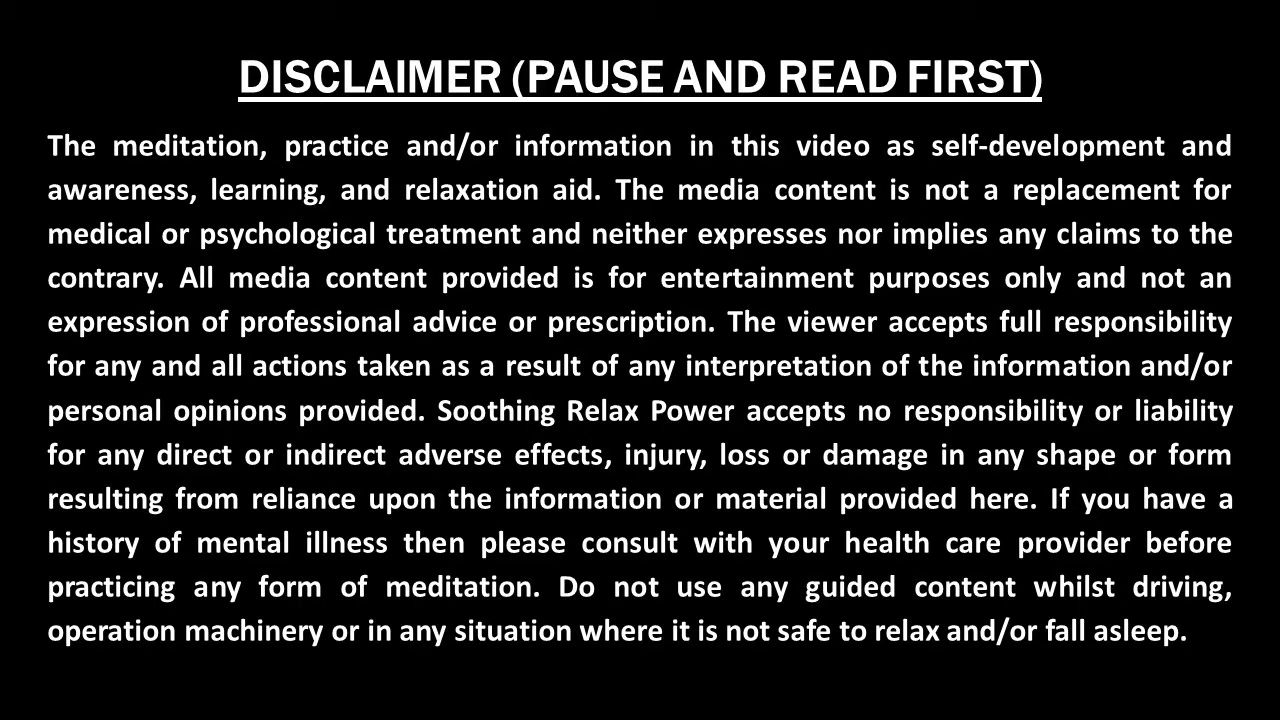 DISCLAIMER (PAUSE AND READ FIRST)
The meditation, practice and/or information in this video as self-development and
awareness, learning, and relaxation aid. The media content is not a replacement for
medical or psychological treatment and neither expresses nor implies any claims to the
contrary. All media content provided is for entertainment purposes only and not an
expression of professional advice or prescription. The viewer accepts full responsibility
for any and all actions taken as a result of any interpretation of the information and/or
personal opinions provided. Soothing Relax Power accepts no responsibility or liability
for any direct or indirect adverse effects, injury, loss or damage in any shape or form
resulting from reliance upon the information or material provided here. If you have a
history of mental illness then please consult with your health care provider before
practicing any form of meditation. Do not use any guided content whilst driving,
operation machinery or in any situation where it is not safe to relax and/or fall asleep.